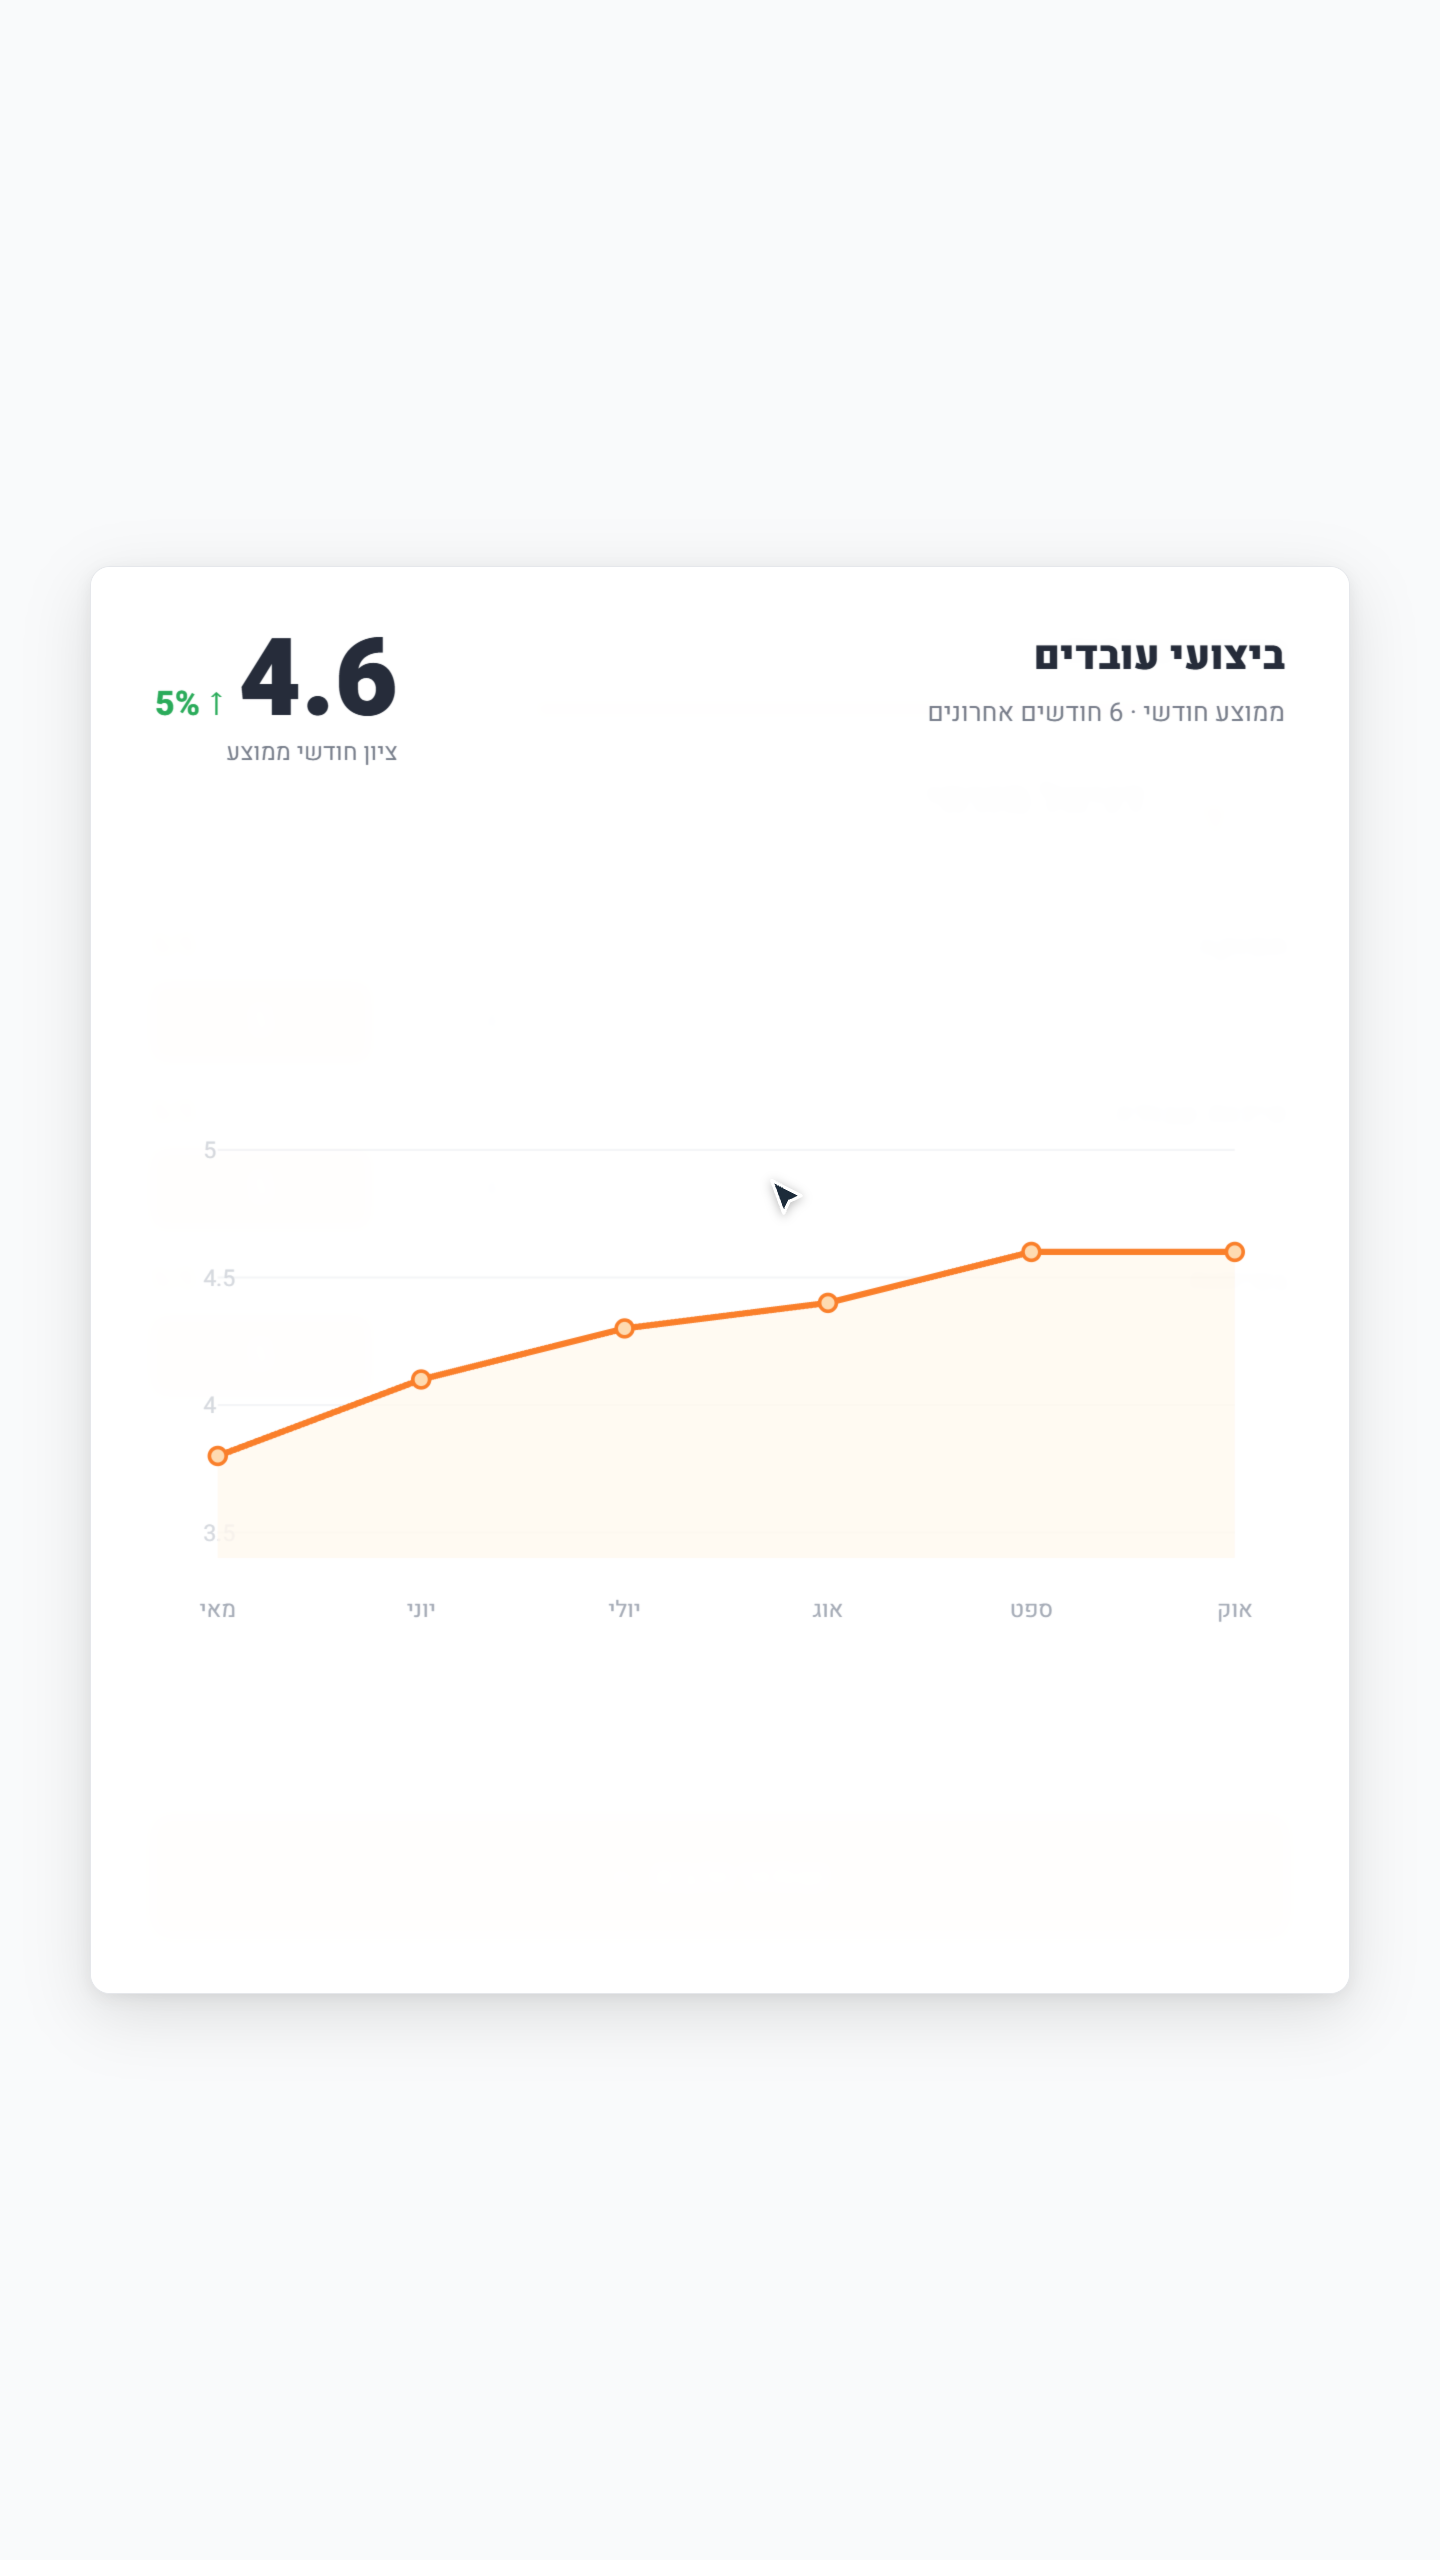 ביצועי עובדים
ממוצע חודשי · 6 חודשים אחרונים
4.6 ↑ 5%
ציון חודשי ממוצע
5
4.5
4
3.5
מאי יוני יולי אוג ספט אוק